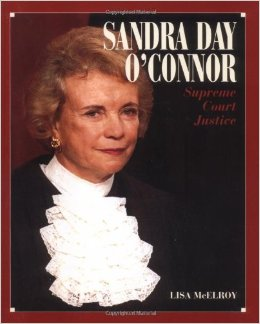 SANDRA DAY
O'CONNOR
Supreme
Court
Justice
LISA McELROY